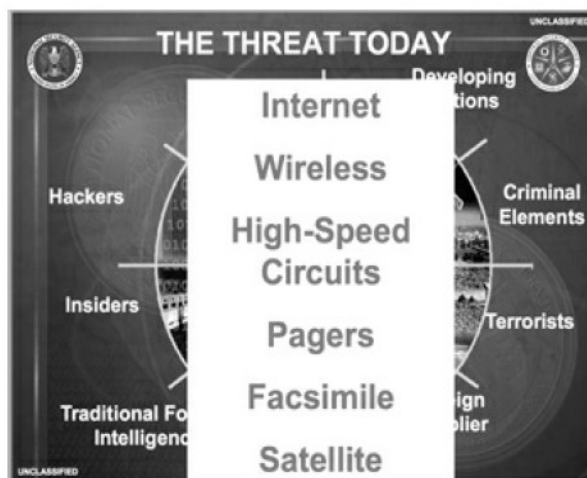 UNCLASSIFIED
THE THREAT TODAY
Developing
Internet
Wireless
Hackers
Criminal
Elements
High-Speed
Circuits
Insiders
Terrorists
Pagers
Facsimile
Traditional
Satellite
UNCLASSIFIED